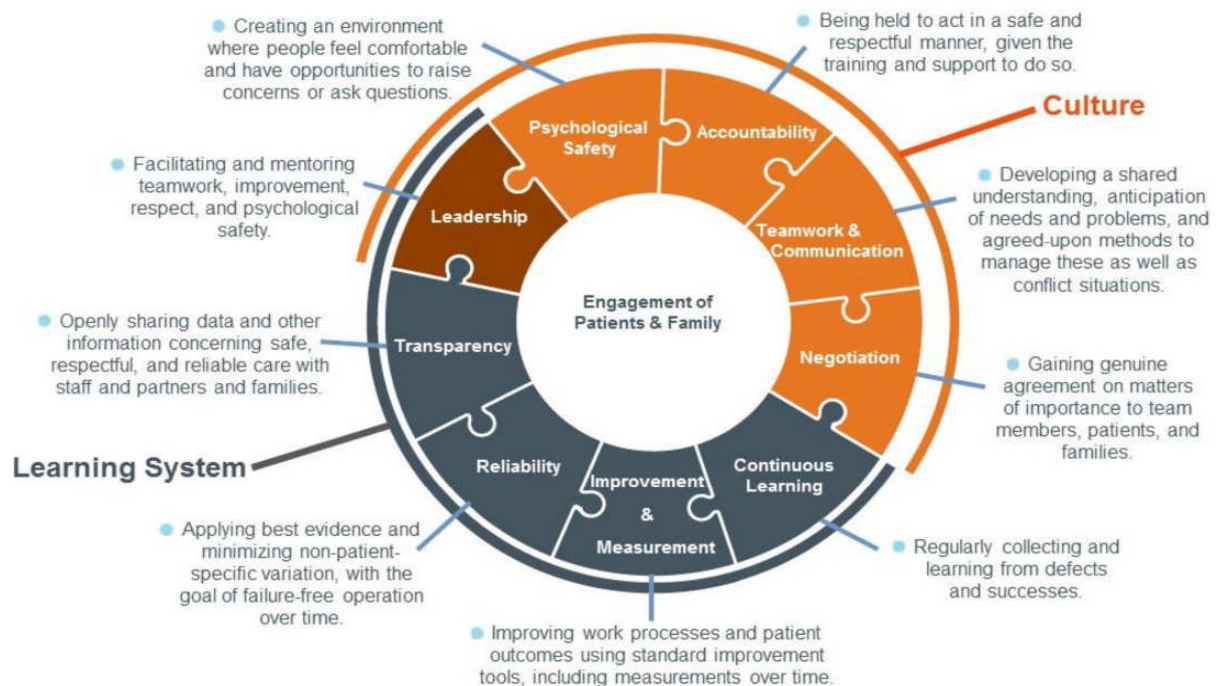 Creating an environment
where people feel comfortable
and have opportunities to raise
concerns or ask questions.
Being held to act in a safe and
respectful manner, given the
training and support to do so.
Culture
Psychological
Safety
Accountability
Facilitating and mentoring
teamwork, improvement,
respect, and psychological
safety.
Leadership
Teamwork &
Communication
Developing a shared
understanding, anticipation
of needs and problems, and
agreed-upon methods to
manage these as well as
conflict situations.
Engagement of
Patients & Family
Openly sharing data and other
information concerning safe,
respectful, and reliable care with
staff and partners and families.
Transparency
Negotiation
Gaining genuine
agreement on matters
of importance to team
members, patients, and
families.
Learning System
Reliability
Improvement
&
Measurement
Continuous
Learning
Applying best evidence and
minimizing non-patient-
specific variation, with the
goal of failure-free operation
over time.
Regularly collecting and
learning from defects
and successes.
Improving work processes and patient
outcomes using standard improvement
tools, including measurements over time.